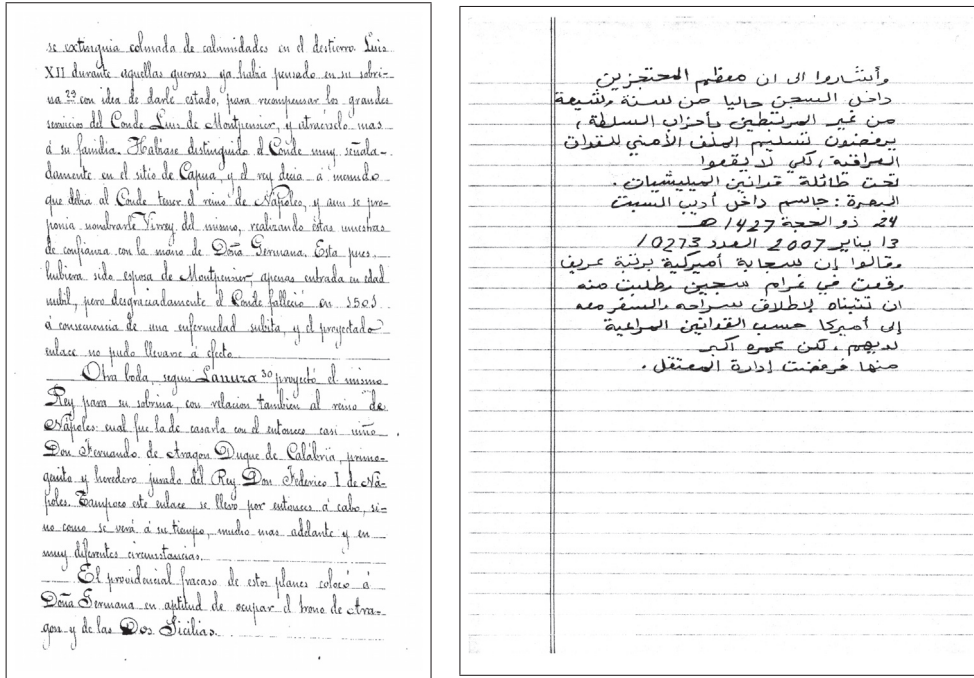 se extinguia colmada de calamidades en el destierro. Luis
XII durante aquellas guerras ya habia pensado en su sobri-
na 29 con idea de darle estado, para recompensar los grandes
servicios del Conde Luis de Montpensier, y atraerselo mas
á su familia. Habiase distinguido el Conde muy señala-
damente en el sitio de Capua, y el rey decia á menudo
que debia al Conde tener el reino de Nápoles, y aun se pro-
ponia nombrarle Virrey del mismo, realizando estas muestras
de confianza con la mano de Doña Germana. Esta pues
hubiera sido esposa de Montpensier, apenas entrada en edad
nubil, pero desgraciadamente el Conde falleció en 1501
á consecuencia de una enfermedad subita, y el proyectado
enlace no pudo llevarse á efecto.
Otra boda, segun Lanuza 30 proyectó el mismo
Rey para su sobrina, con relacion tambien al reino de
Nápoles: cual fue la de casarla con el entonces casi niño
Don Fernando de Aragon Duque de Calábria, primo-
génito y heredero jurado del Rey Don Federico I de Ná-
poles. Tampoco este enlace se llevó por entonces á cabo, si-
no como se verá á su tiempo, mucho mas adelante y en
muy diferentes circunstancias.
El providencial fracaso de estos planes colocó á
Doña Germana en aptitud de ocupar el trono de Ara-
gon y de las Dos Sicilias.
وأشاروا الى ان معظم المحتجزين
داخل السجن حاليا من سنة وشيعة
من غير المرتبطين بأحزاب السلطة ،
يرفضون تسليم الملف الأمني للقوات
العراقية ، لكي لا يقعوا
تحت طائلة قوانين الميليشيات .
البصرة : جاسم داخل أديب السبت
24 ذو الحجة 1427 هـ
13 يناير 2007 العدد 10273
وقالوا إن سجانة أميركية برتبة عريف
وقعت في غرام سجين وطلبت منه
ان تتبناه لإطلاق سراحه والسفر معه
إلى أميركا حسب القوانين المراعية
لديهم ، لكن عمره اكبر
منها فرفضت إدارة المعتقل .